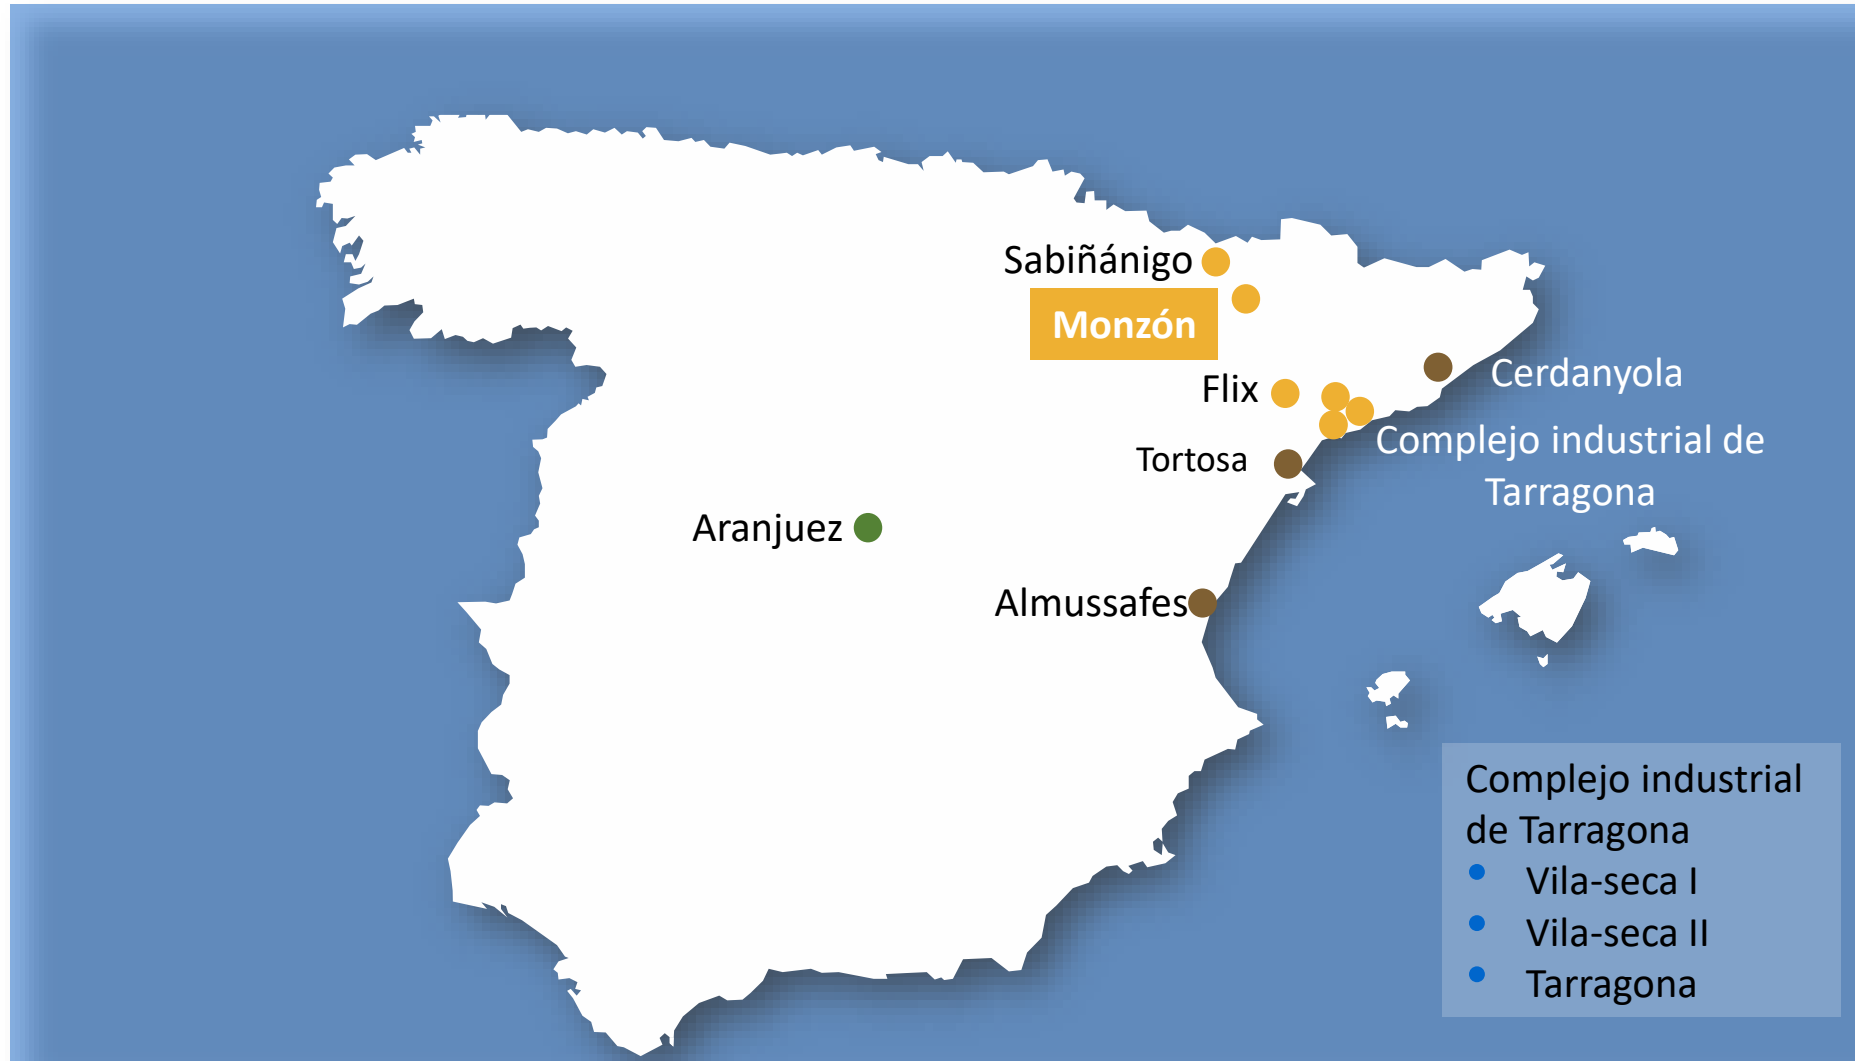 Sabiñánigo
Monzón
Flix
Cerdanyola
Complejo industrial de
Tarragona
Tortosa
Aranjuez
Almussafes
Complejo industrial
de Tarragona
• Vila-seca I
• Vila-seca II
• Tarragona